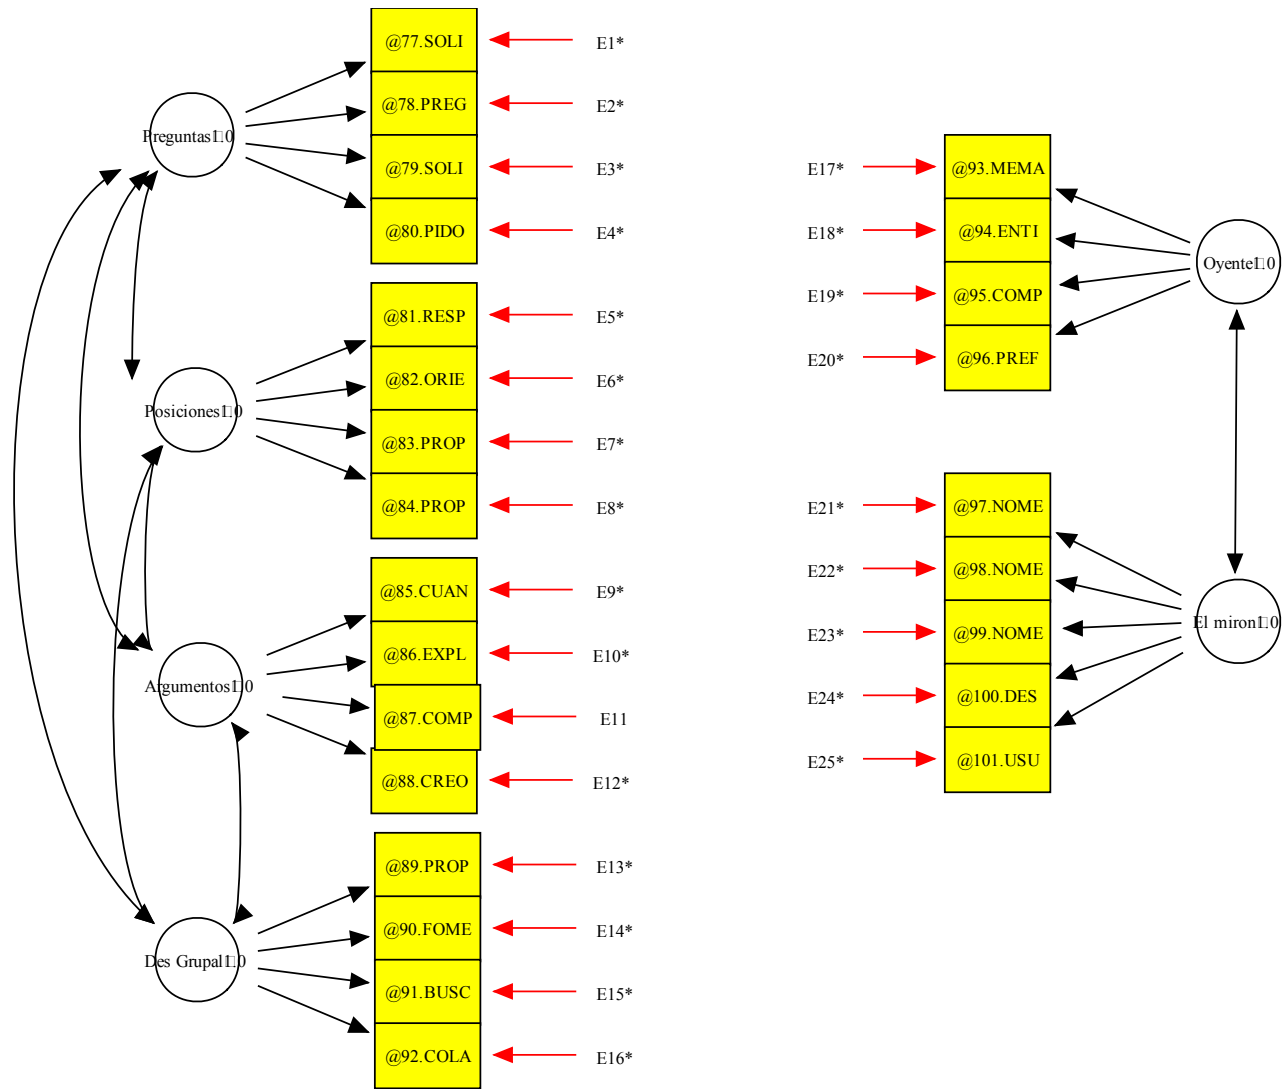 @77.SOLI
E1*
@78.PREG
E2*
Preguntas1□0
@79.SOLI
E3*
@80.PIDO
E4*
@81.RESP
E5*
@82.ORIE
E6*
Posiciones1□0
@83.PROP
E7*
@84.PROP
E8*
@85.CUAN
E9*
@86.EXPL
E10*
Argumentos1□0
@87.COMP
E11
@88.CREO
E12*
@89.PROP
E13*
@90.FOME
E14*
Des Grupal1□0
@91.BUSC
E15*
@92.COLA
E16*
E17*
@93.MEMA
E18*
@94.ENTI
Oyente1□0
E19*
@95.COMP
E20*
@96.PREF
E21*
@97.NOME
E22*
@98.NOME
El miron1□0
E23*
@99.NOME
E24*
@100.DES
E25*
@101.USU